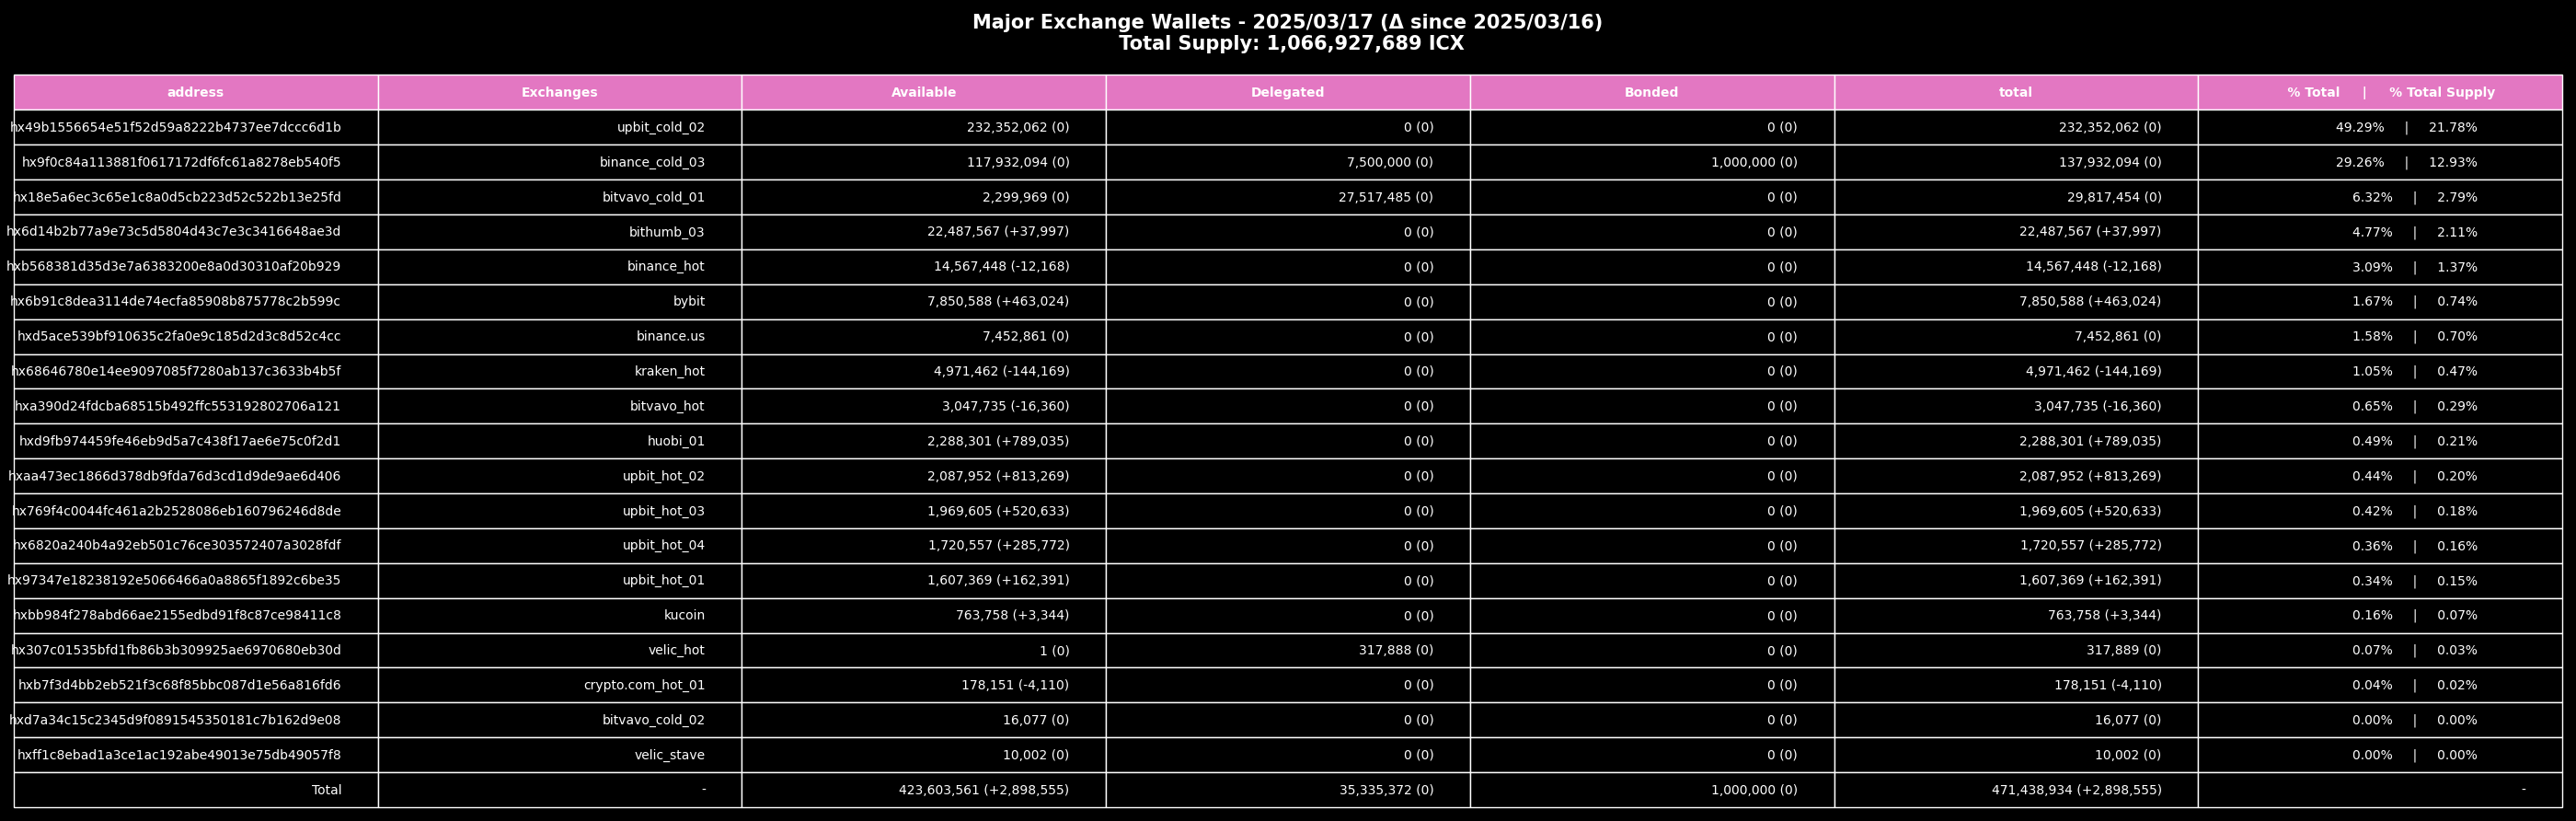 Major Exchange Wallets - 2025/03/17 (Δ since 2025/03/16)
Total Supply: 1,066,927,689 ICX
address Exchanges Available Delegated Bonded total % Total | % Total Supply
hx49b1556654e51f52d59a8222b4737ee7dccc6d1b upbit_cold_02 232,352,062 (0) 0 (0) 0 (0) 232,352,062 (0) 49.29% | 21.78%
hx9f0c84a113881f0617172df6fc61a8278eb540f5 binance_cold_03 117,932,094 (0) 7,500,000 (0) 1,000,000 (0) 137,932,094 (0) 29.26% | 12.93%
hx18e5a6ec3c65e1c8a0d5cb223d52c522b13e25fd bitvavo_cold_01 2,299,969 (0) 27,517,485 (0) 0 (0) 29,817,454 (0) 6.32% | 2.79%
hx6d14b2b77a9e73c5d5804d43c7e3c3416648ae3d bithumb_03 22,487,567 (+37,997) 0 (0) 0 (0) 22,487,567 (+37,997) 4.77% | 2.11%
hxb568381d35d3e7a6383200e8a0d30310af20b929 binance_hot 14,567,448 (-12,168) 0 (0) 0 (0) 14,567,448 (-12,168) 3.09% | 1.37%
hx6b91c8dea3114de74ecfa85908b875778c2b599c bybit 7,850,588 (+463,024) 0 (0) 0 (0) 7,850,588 (+463,024) 1.67% | 0.74%
hxd5ace539bf910635c2fa0e9c185d2d3c8d52c4cc binance.us 7,452,861 (0) 0 (0) 0 (0) 7,452,861 (0) 1.58% | 0.70%
hx68646780e14ee9097085f7280ab137c3633b4b5f kraken_hot 4,971,462 (-144,169) 0 (0) 0 (0) 4,971,462 (-144,169) 1.05% | 0.47%
hxa390d24fdcba68515b492ffc553192802706a121 bitvavo_hot 3,047,735 (-16,360) 0 (0) 0 (0) 3,047,735 (-16,360) 0.65% | 0.29%
hxd9fb974459fe46eb9d5a7c438f17ae6e75c0f2d1 huobi_01 2,288,301 (+789,035) 0 (0) 0 (0) 2,288,301 (+789,035) 0.49% | 0.21%
hxaa473ec1866d378db9fda76d3cd1d9de9ae6d406 upbit_hot_02 2,087,952 (+813,269) 0 (0) 0 (0) 2,087,952 (+813,269) 0.44% | 0.20%
hx769f4c0044fc461a2b2528086eb160796246d8de upbit_hot_03 1,969,605 (+520,633) 0 (0) 0 (0) 1,969,605 (+520,633) 0.42% | 0.18%
hx6820a240b4a92eb501c76ce303572407a3028fdf upbit_hot_04 1,720,557 (+285,772) 0 (0) 0 (0) 1,720,557 (+285,772) 0.36% | 0.16%
hx97347e18238192e5066466a0a8865f1892c6be35 upbit_hot_01 1,607,369 (+162,391) 0 (0) 0 (0) 1,607,369 (+162,391) 0.34% | 0.15%
hxbb984f278abd66ae2155edbd91f8c87ce98411c8 kucoin 763,758 (+3,344) 0 (0) 0 (0) 763,758 (+3,344) 0.16% | 0.07%
hx307c01535bfd1fb86b3b309925ae6970680eb30d velic_hot 1 (0) 317,888 (0) 0 (0) 317,889 (0) 0.07% | 0.03%
hxb7f3d4bb2eb521f3c68f85bbc087d1e56a816fd6 crypto.com_hot_01 178,151 (-4,110) 0 (0) 0 (0) 178,151 (-4,110) 0.04% | 0.02%
hxd7a34c15c2345d9f0891545350181c7b162d9e08 bitvavo_cold_02 16,077 (0) 0 (0) 0 (0) 16,077 (0) 0.00% | 0.00%
hxff1c8ebad1a3ce1ac192abe49013e75db49057f8 velic_stave 10,002 (0) 0 (0) 0 (0) 10,002 (0) 0.00% | 0.00%
Total - 423,603,561 (+2,898,555) 35,335,372 (0) 1,000,000 (0) 471,438,934 (+2,898,555) -